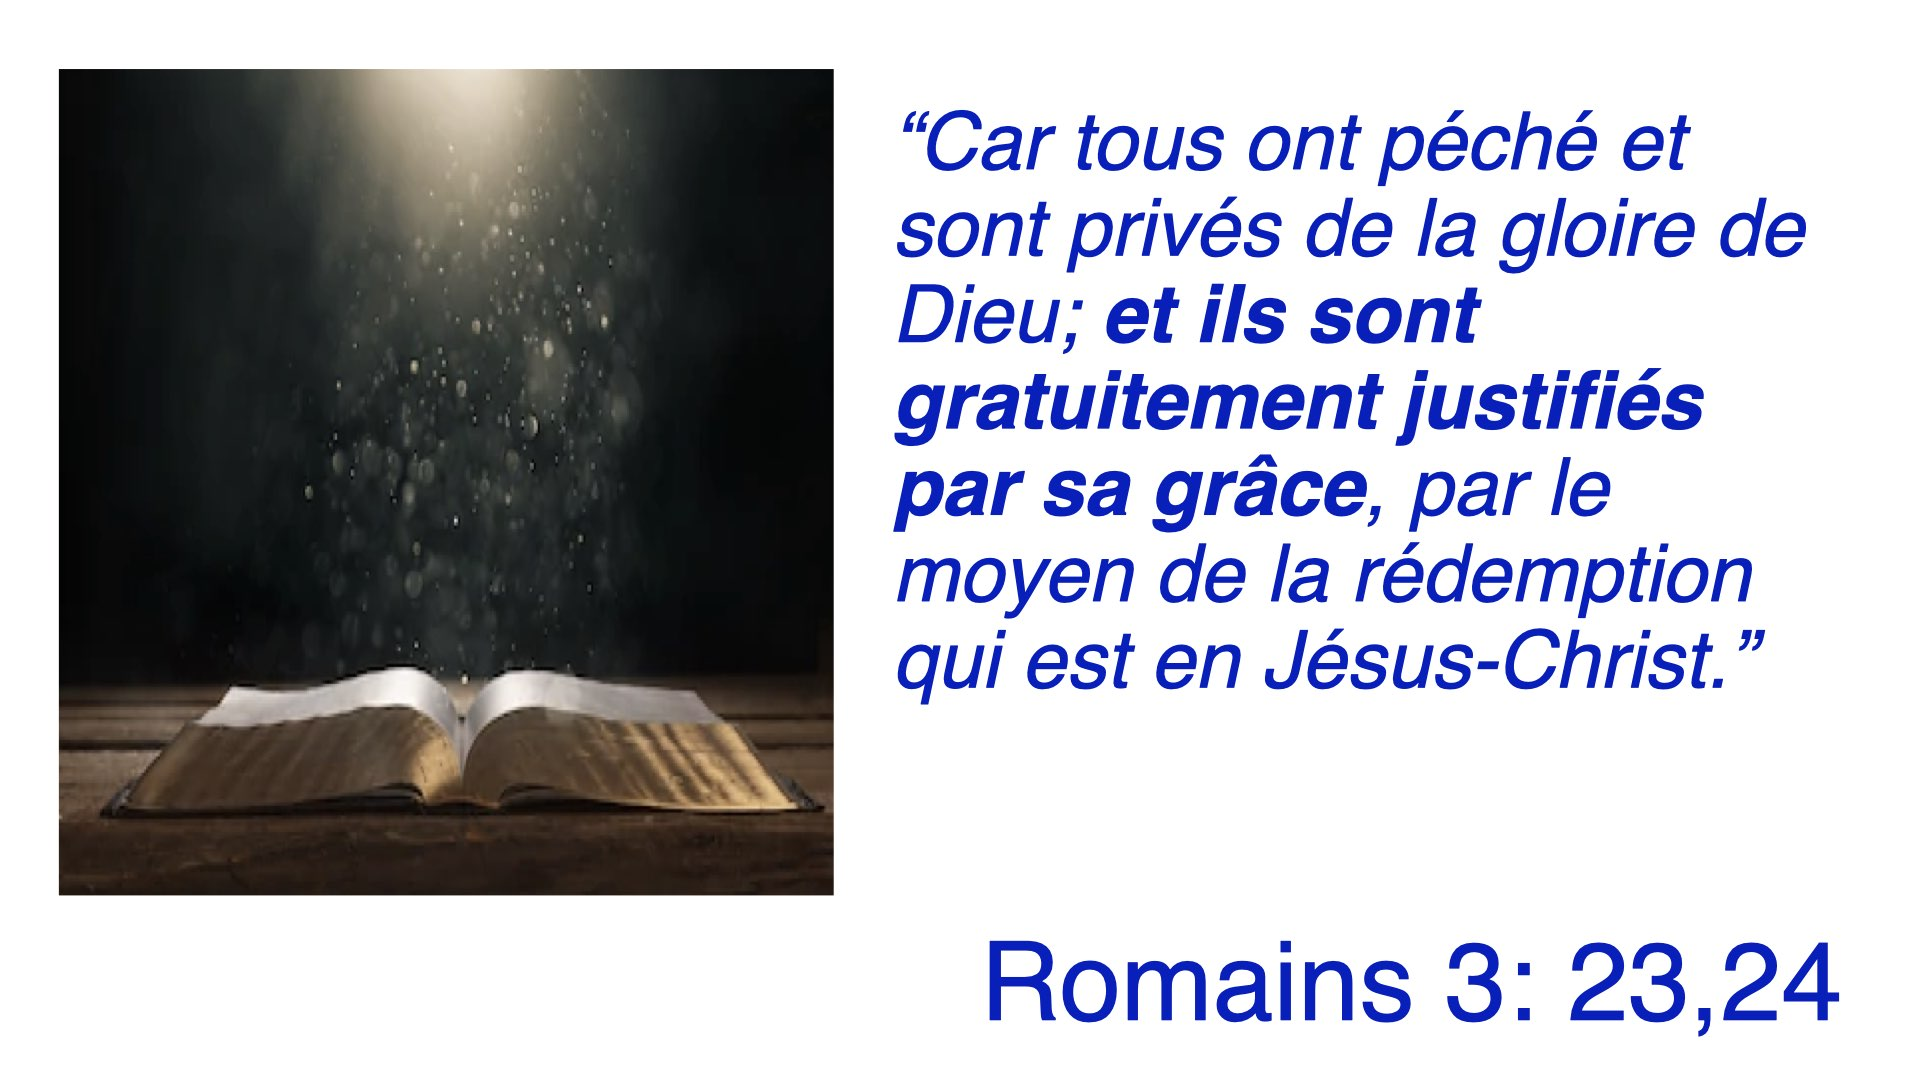 “Car tous ont péché et
sont privés de la gloire de
Dieu; et ils sont
gratuitement justifiés
par sa grâce, par le
moyen de la rédemption
qui est en Jésus-Christ.”
Romains 3: 23,24